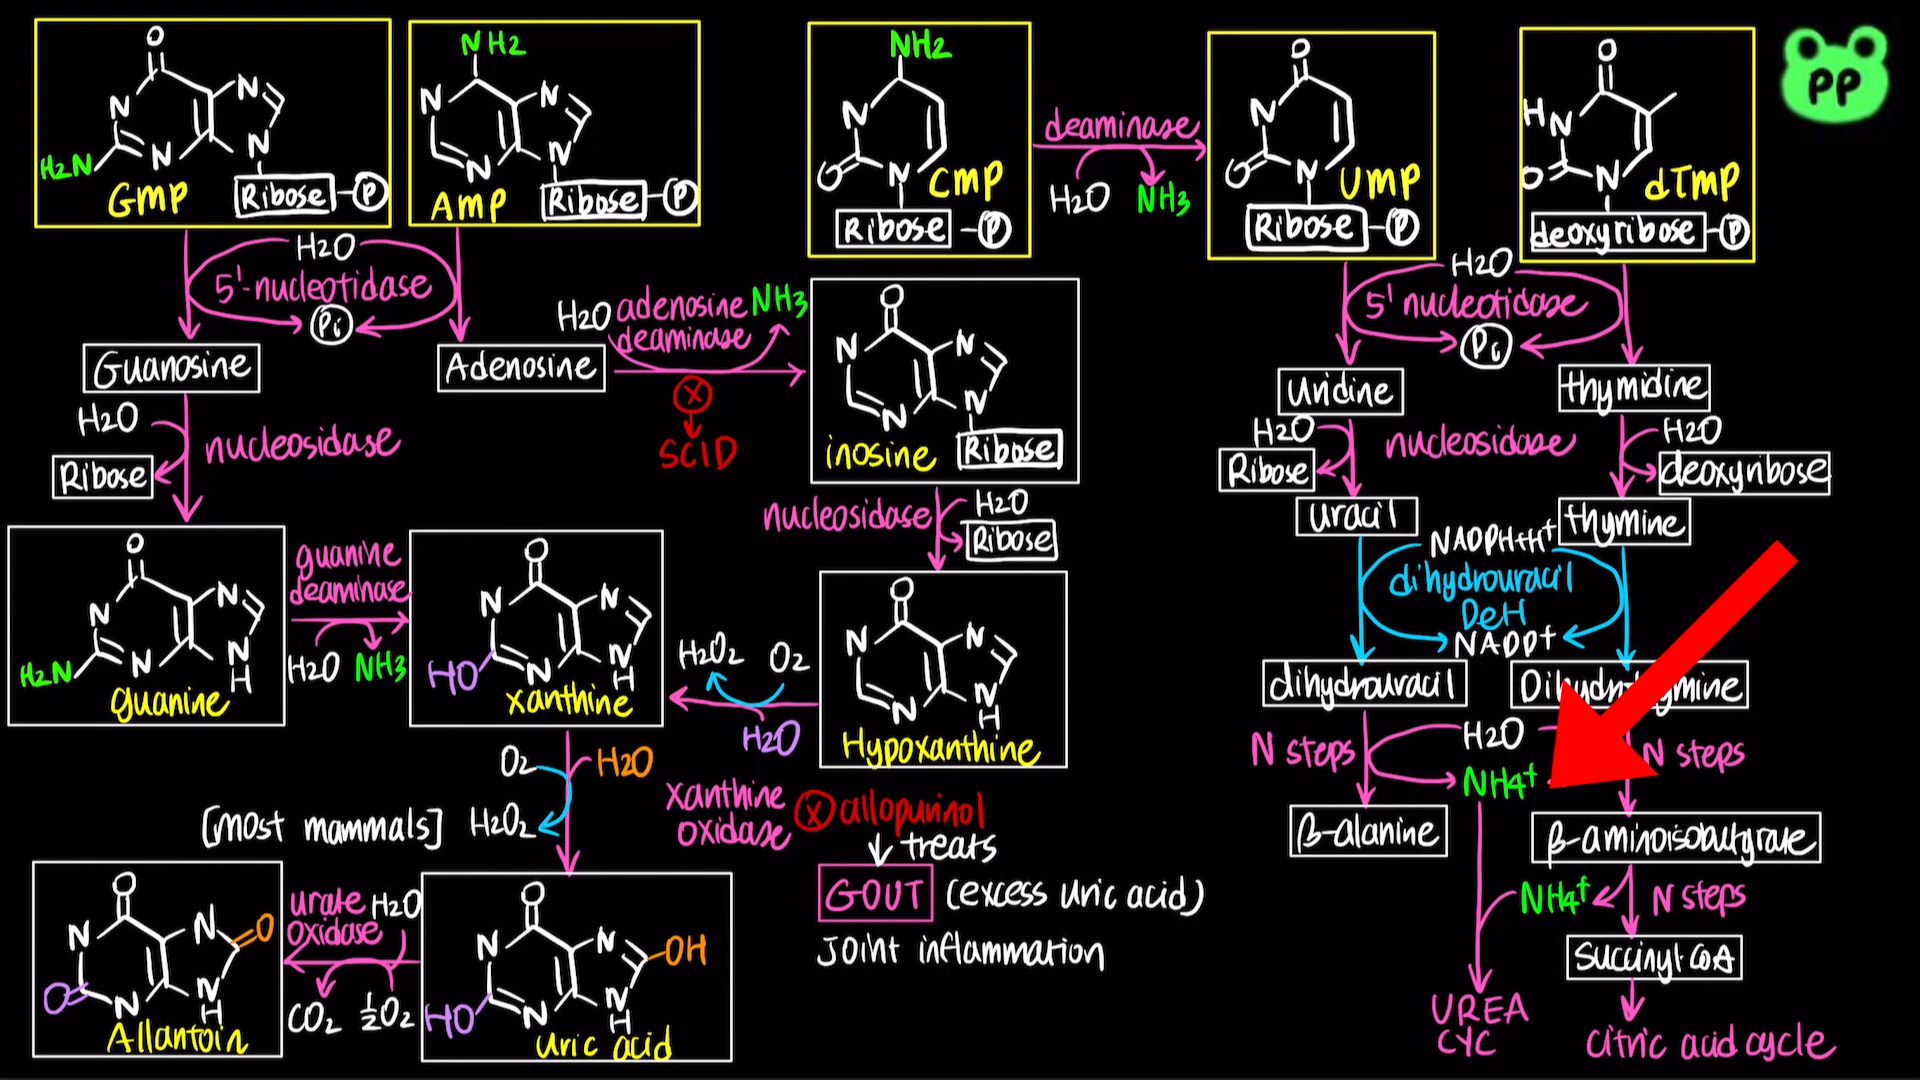 O
N
N
N
N
H2N
GMP
Ribose
P
NH2
N
N
N
N
AMP
Ribose
P
NH2
N
O
N
CMP
Ribose
P
deaminase
H2O
NH3
O
N
O
N
UMP
Ribose
P
O
H
N
O
N
dTMP
deoxyribose
P
PP
H2O
5'-nucleotidase
Pi
Guanosine
Adenosine
H2O
adenosine deaminase
NH3
X
SCID
O
N
N
N
N
inosine
Ribose
H2O
5' nucleotidase
Pi
Uridine
thymidine
H2O
nucleosidase
Ribose
nucleosidase
H2O
Ribose
H2O
Ribose
nucleosidase
H2O
deoxyribose
uracil
thymine
NADPH+H+
dihydrouracil
DeH
NADP+
O
N
N
N
N
H
H2N
guanine
guanine
deaminase
H2O
NH3
O
N
N
N
N
H
HO
xanthine
H2O2
O2
H2O
O
N
N
N
N
H
Hypoxanthine
dihydrouracil
H2O
N steps
NH4+
N steps
β-alanine
β-aminoisobutyrate
NH4+
N steps
Succinyl-CoA
UREA
CYC
Citric acid cycle
O2
H2O
H2O2
[most mammals]
xanthine
oxidase
X allopurinol
treats
GOUT (excess uric acid)
Joint inflammation
O
N
N
N
N
H
O
O
Allantoin
urate
oxidase
H2O
CO2
½O2
O
N
N
N
N
H
OH
HO
uric acid